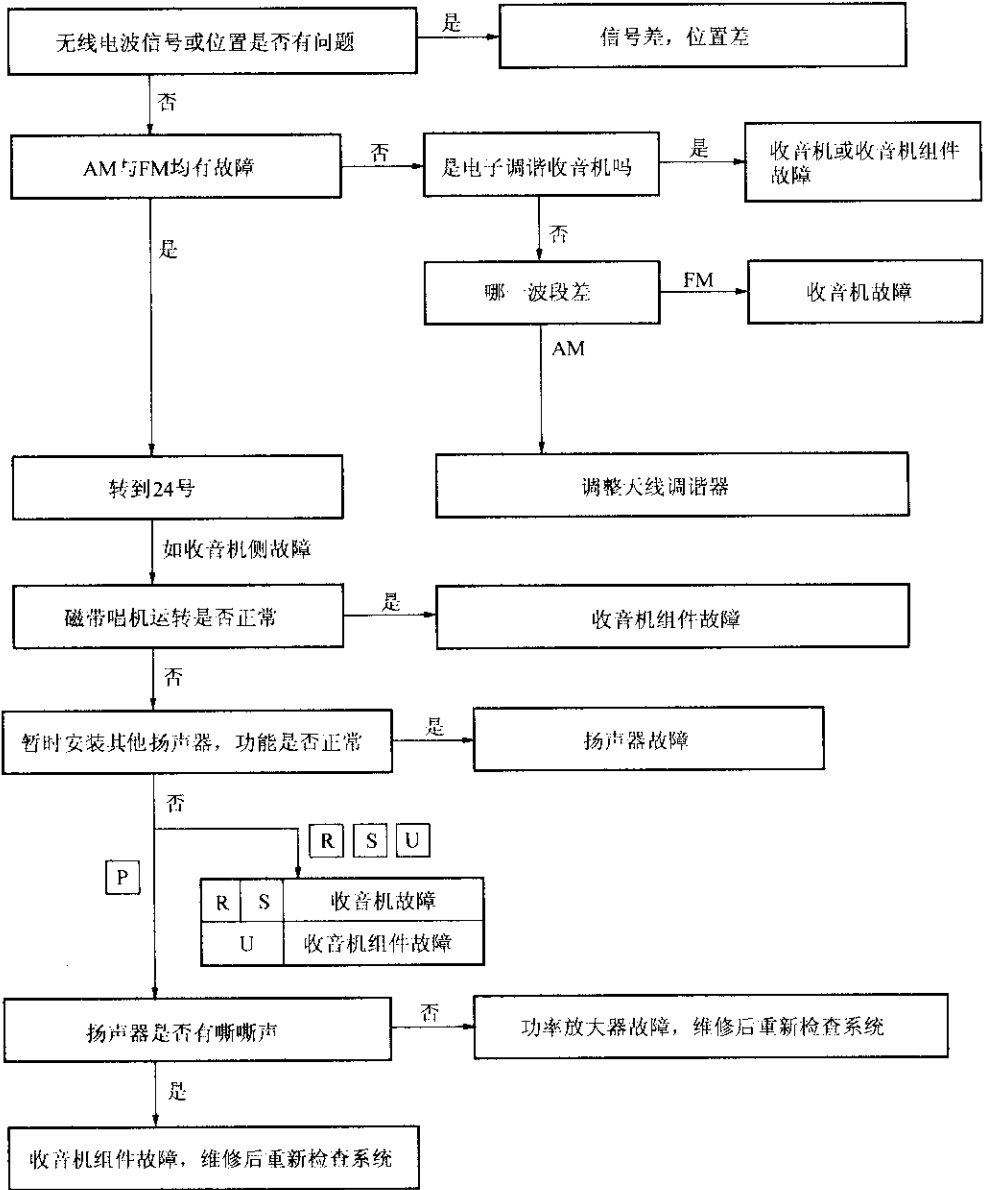 无线电波信号或位置是否有问题
是
信号差，位置差
否
AM与FM均有故障
否
是电子调谐收音机吗
是
收音机或收音机组件
故障
是
否
哪一波段差
FM
收音机故障
AM
转到24号
调整天线调谐器
如收音机侧故障
磁带唱机运转是否正常
是
收音机组件故障
否
暂时安装其他扬声器，功能是否正常
是
扬声器故障
否
R S U
P
R S 收音机故障
U 收音机组件故障
扬声器是否有嘶嘶声
否
功率放大器故障，维修后重新检查系统
是
收音机组件故障，维修后重新检查系统